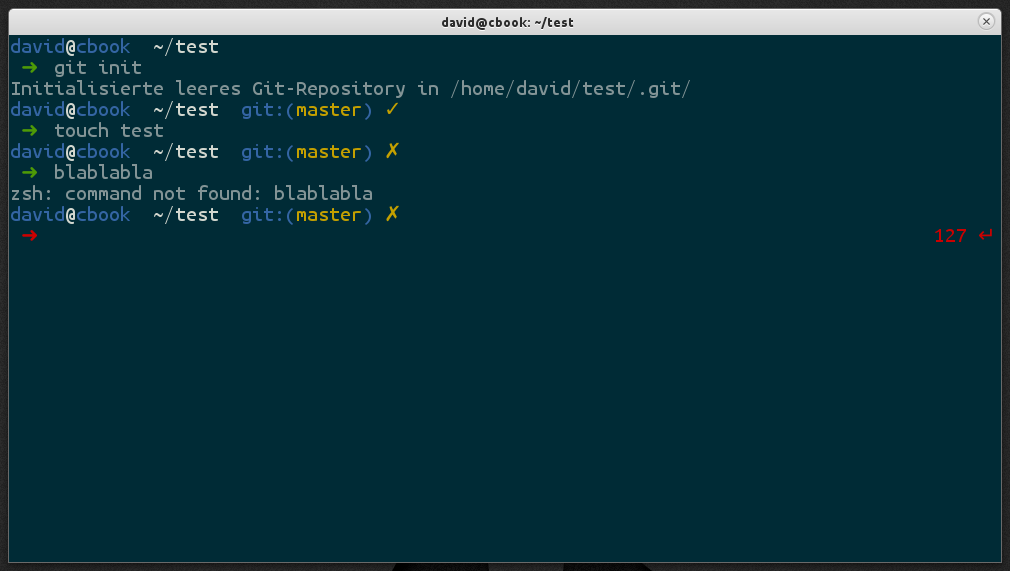 david@cbook: ~/test
david@cbook ~/test
➜ git init
Initialisierte leeres Git-Repository in /home/david/test/.git/
david@cbook ~/test git:(master) ✓
➜ touch test
david@cbook ~/test git:(master) ✗
➜ blablabla
zsh: command not found: blablabla
david@cbook ~/test git:(master) ✗
➜ 127 ↵